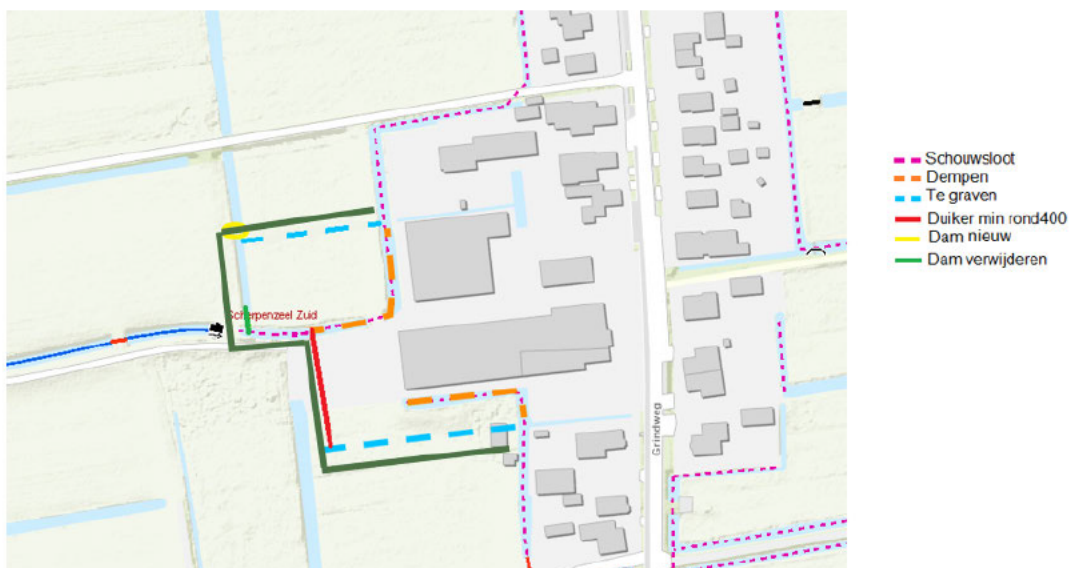 Scherpenzeel Zuid
Grindweg
Schouwsloot
Dempen
Te graven
Duiker min rond400
Dam nieuw
Dam verwijderen